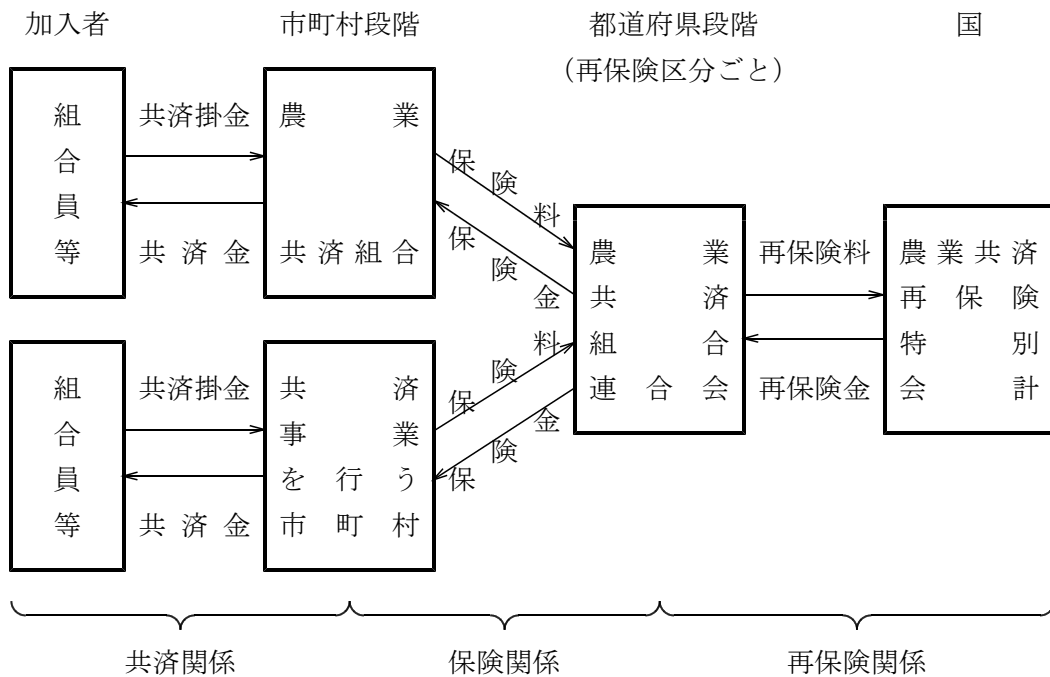 加入者 市町村段階 都道府県段階 国
(再保険区分ごと)
組合員等
共済掛金
共済金
農業
共済組合
保険料
保険金
組合員等
共済掛金
共済金
共済
事業
を行う
市町村
保険料
保険金
農業
共済
組合
連合会
再保険料
再保険金
農業共済
再保険
特別
会計
共済関係 保険関係 再保険関係